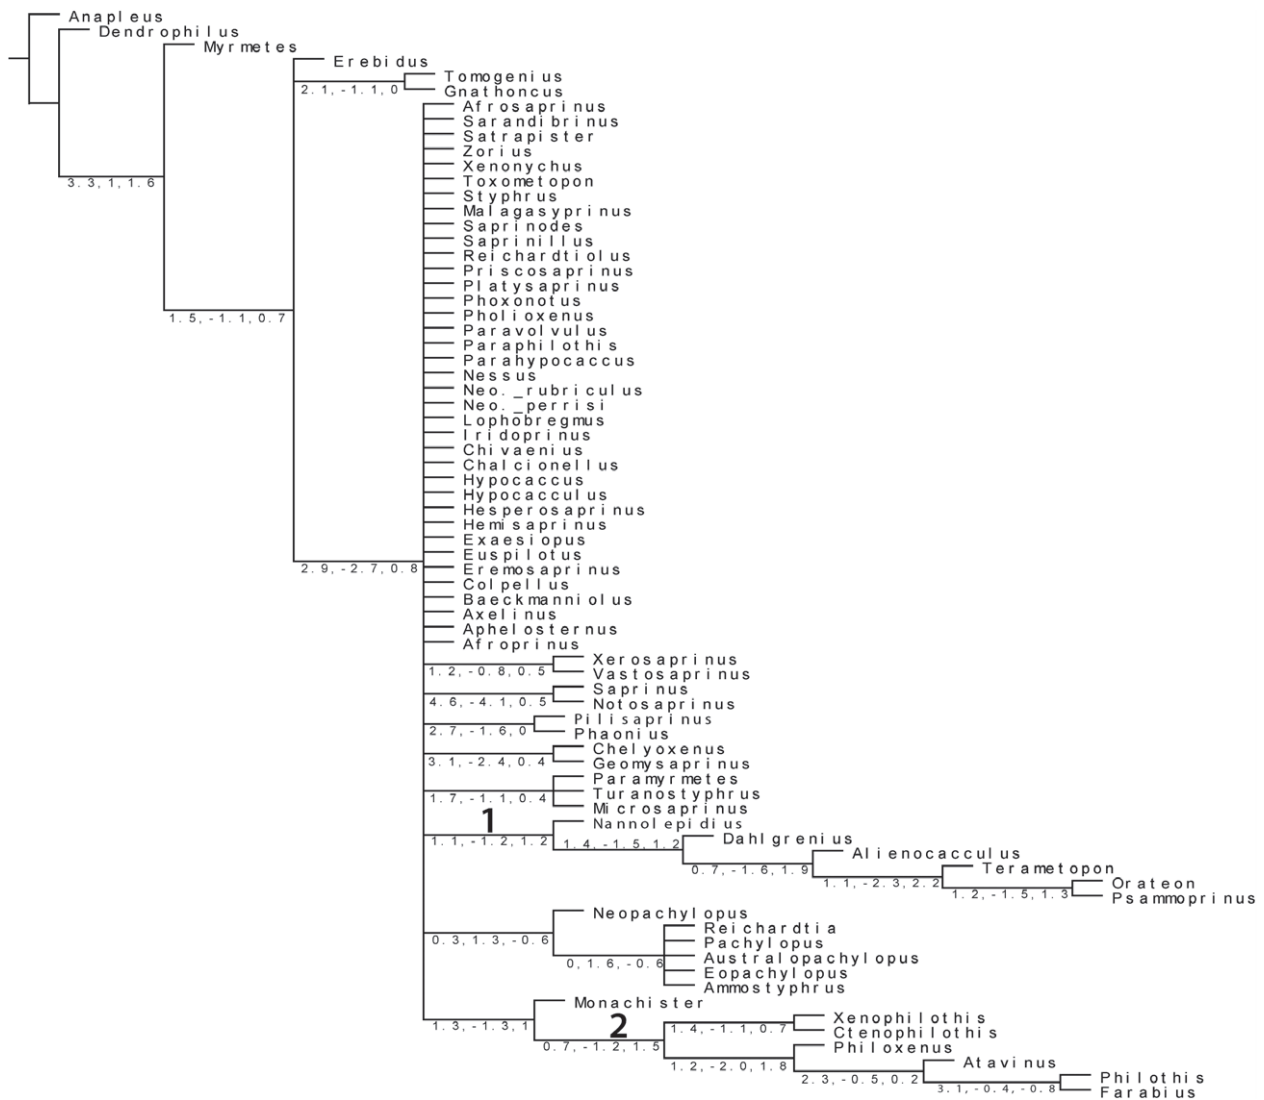 Anapleus
Dendrophilus
Myrmetes
Erebidus
Tomogenius
2.1, -1.1, 0
Gnathoncus
Afrosaprinus
Sarandibrinus
Satrapister
Zorius
Xenonychus
Toxometopon
3.3, 1, 1.6
Styphrus
Malagasyprinus
Saprinodes
Saprinillus
Reichardtiolus
Priscosaprinus
Platysaprinus
Phoxonotus
Pholioxenus
1.5, -1.1, 0.7
Paravolvulus
Paraphilothis
Parahypocaccus
Nessus
Neo._rubriculus
Neo._perrisi
Lophobregmus
Iridoprinus
Chivaenius
Chalcionellus
Hypocaccus
Hypocacculus
Hesperosaprinus
Hemisaprinus
Exaesiopus
Euspilotus
2.9, -2.7, 0.8
Eremosaprinus
Colpellus
Baeckmanniolus
Axelinus
Aphelosternus
Afroprinus
Xerosaprinus
1.2, -0.8, 0.5
Vastosaprinus
Saprinus
4.6, -4.1, 0.5
Notosaprinus
Pilisaprinus
2.7, -1.6, 0
Phaonius
Chelyoxenus
3.1, -2.4, 0.4
Geomysaprinus
Paramyrmetes
Turanostyphrus
1.7, -1.1, 0.4
Microsaprinus
1
Nannolepidius
1.1, -1.2, 1.2
Dahlgrenius
1.4, -1.5, 1.2
Alienocacculus
0.7, -1.6, 1.9
Terametopon
1.1, -2.3, 2.2
Orateon
1.2, -1.5, 1.3
Psammoprinus
Neopachylopus
Reichardtia
0.3, 1.3, -0.6
Pachylopus
Australopachylopus
0, 1.6, -0.6
Eopachylopus
Ammostyphrus
Monachister
Xenophilothis
1.3, -1.3, 1
2
1.4, -1.1, 0.7
Ctenophilothis
0.7, -1.2, 1.5
Philoxenus
Atavinus
1.2, -2.0, 1.8
Philothis
2.3, -0.5, 0.2
3.1, -0.4, -0.8
Farabius